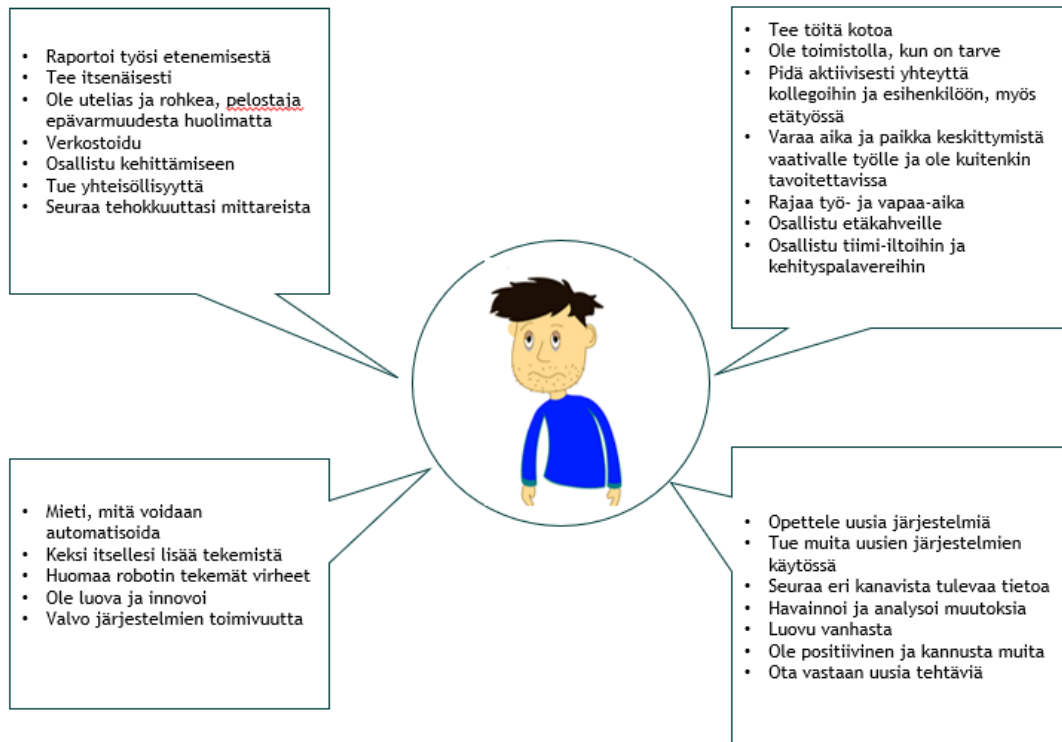 • Raportoi työsi etenemisestä
• Tee itsenäisesti
• Ole utelias ja rohkea, pelostaja
epävarmuudesta huolimatta
• Verkostoidu
• Osallistu kehittämiseen
• Tue yhteisöllisyyttä
• Seuraa tehokkuuttasi mittareista
• Tee töitä kotoa
• Ole toimistolla, kun on tarve
• Pidä aktiivisesti yhteyttä
kollegoihin ja esihenkilöön, myös
etätyössä
• Varaa aika ja paikka keskittymistä
vaativalle työlle ja ole kuitenkin
tavoitettavissa
• Rajaa työ- ja vapaa-aika
• Osallistu etäkahveille
• Osallistu tiimi-iltoihin ja
kehityspalavereihin
• Mieti, mitä voidaan
automatisoida
• Keksi itsellesi lisää tekemistä
• Huomaa robotin tekemät virheet
• Ole luova ja innovoi
• Valvo järjestelmien toimivuutta
• Opettele uusia järjestelmiä
• Tue muita uusien järjestelmien
käytössä
• Seuraa eri kanavista tulevaa tietoa
• Havainnoi ja analysoi muutoksia
• Luovu vanhasta
• Ole positiivinen ja kannusta muita
• Ota vastaan uusia tehtäviä